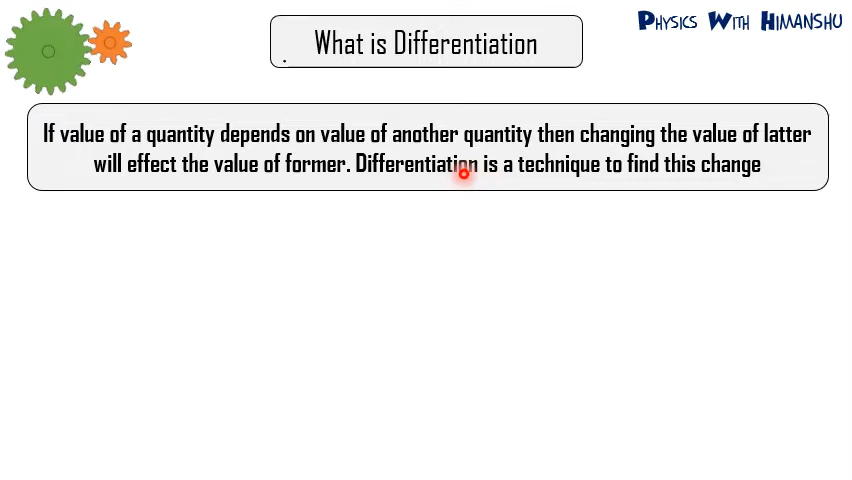 What is Differentiation
Physics With Himanshu
If value of a quantity depends on value of another quantity then changing the value of latter
will effect the value of former. Differentiation is a technique to find this change